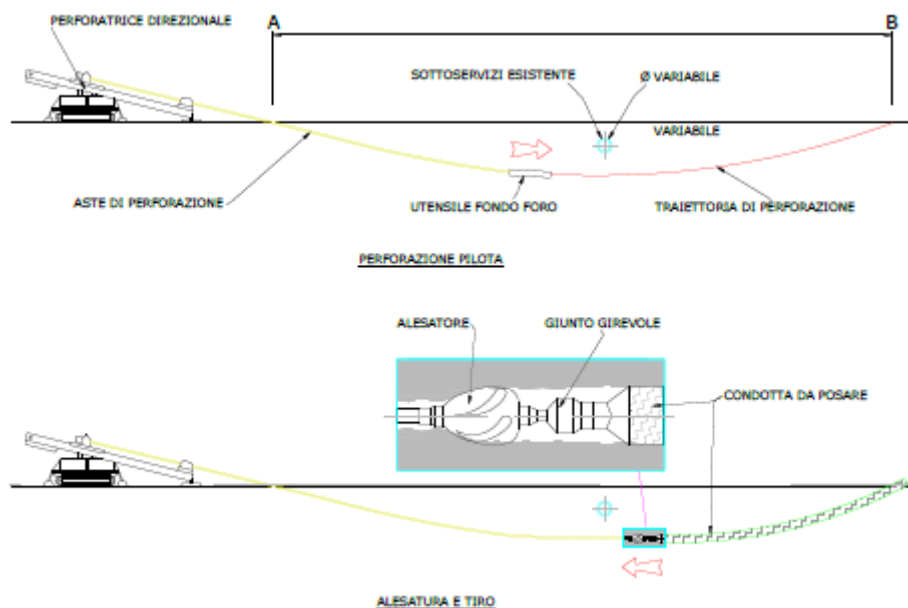 PERFORATRICE DIREZIONALE
A
B
SOTTOSERVIZI ESISTENTE
Ø VARIABILE
VARIABILE
ASTE DI PERFORAZIONE
UTENSILE FONDO FORO
TRAIETTORIA DI PERFORAZIONE
PERFORAZIONE PILOTA
ALESATORE
GIUNTO GIREVOLE
CONDOTTA DA POSARE
ALESATURA E TIRO